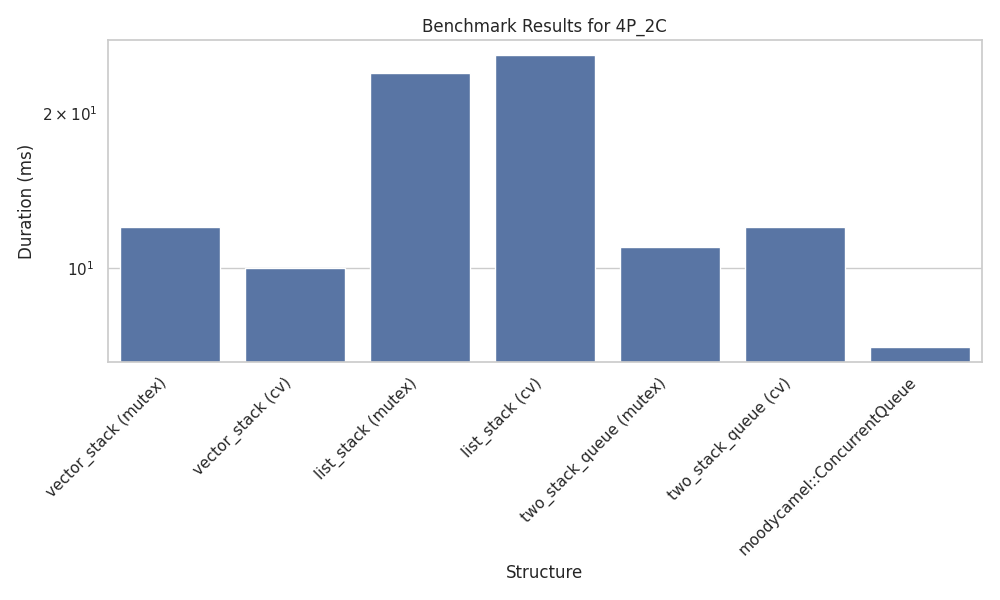 Benchmark Results for 4P_2C
Duration (ms)
2 × 10¹
10¹
vector_stack (mutex)
vector_stack (cv)
list_stack (mutex)
list_stack (cv)
two_stack_queue (mutex)
two_stack_queue (cv)
moodycamel::ConcurrentQueue
Structure